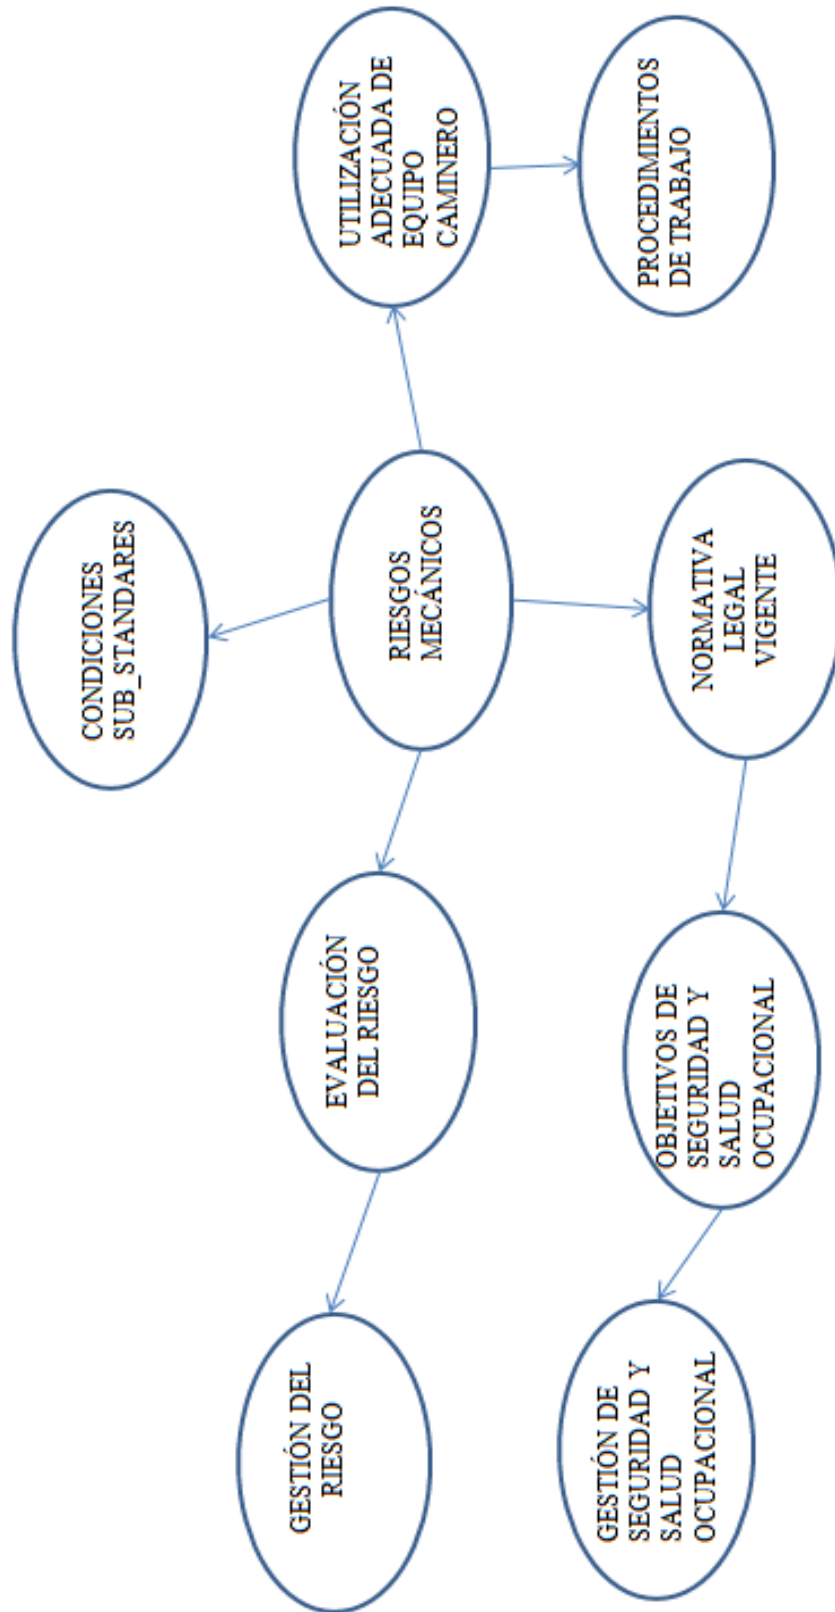 CONDICIONES
SUB_STANDARES
GESTIÓN DEL
RIESGO
EVALUACIÓN
DEL RIESGO
RIESGOS
MECÁNICOS
UTILIZACIÓN
ADECUADA DE
EQUIPO
CAMINERO
GESTIÓN DE
SEGURIDAD Y
SALUD
OCUPACIONAL
OBJETIVOS DE
SEGURIDAD Y
SALUD
OCUPACIONAL
NORMATIVA
LEGAL
VIGENTE
PROCEDIMIENTOS
DE TRABAJO